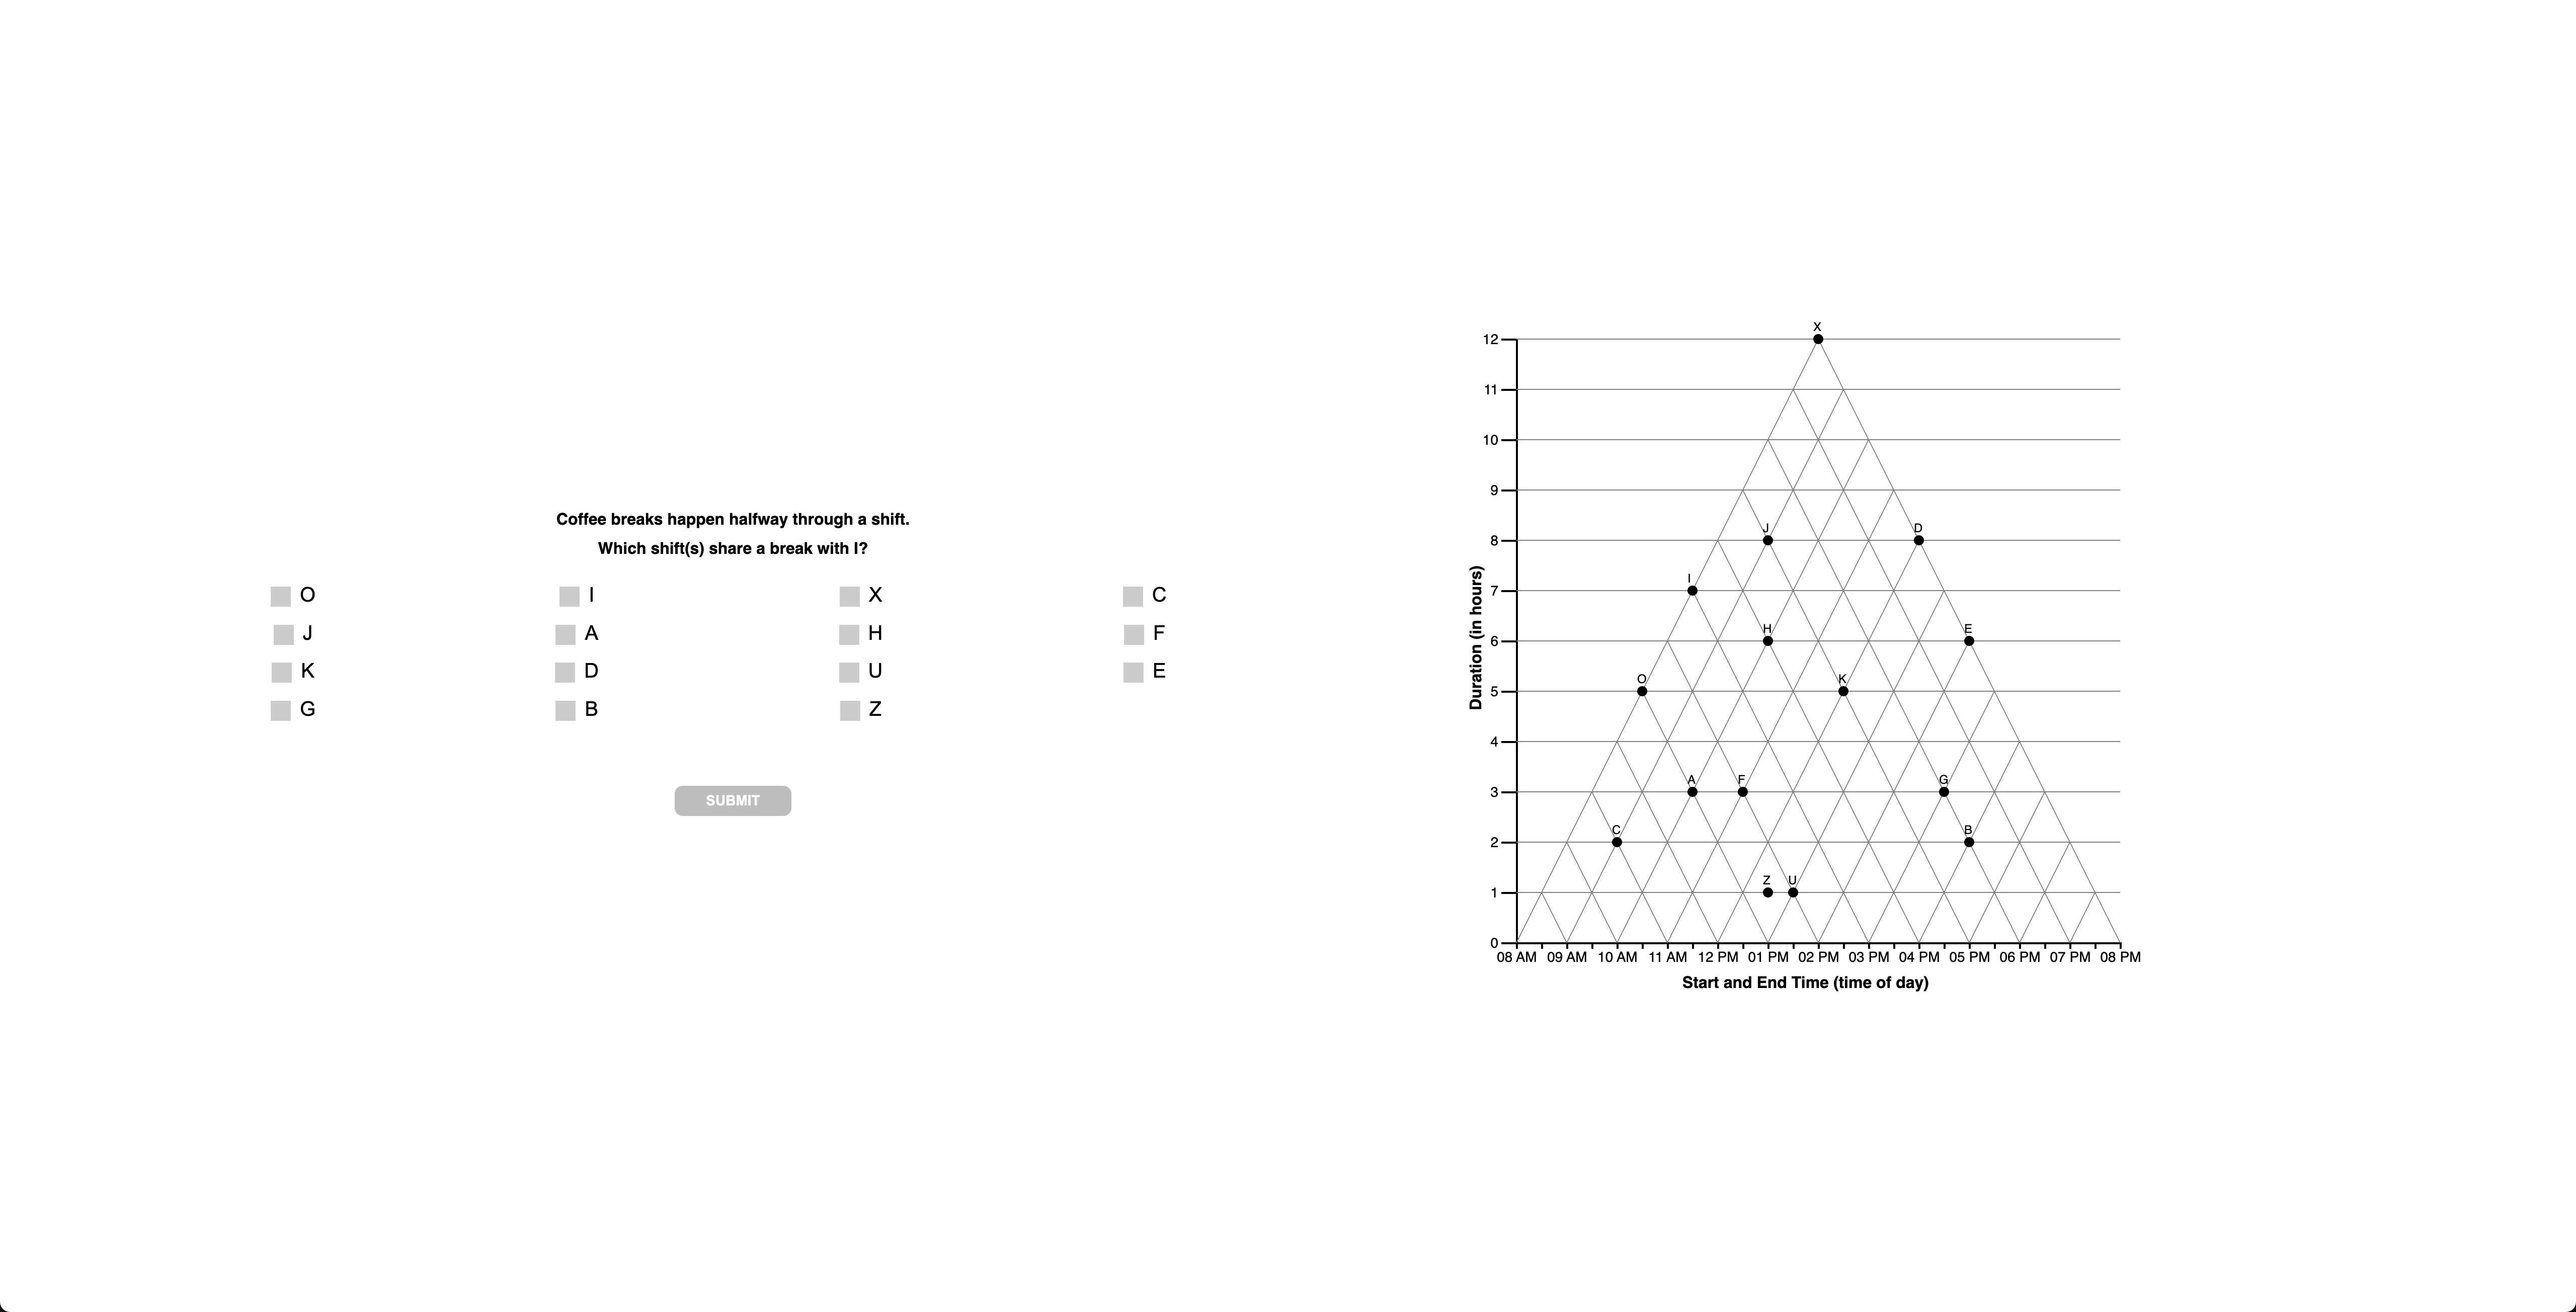 Coffee breaks happen halfway through a shift.
Which shift(s) share a break with I?
O I X C
J A H F
K D U E
G B Z
SUBMIT
X
12
11
10
9
J D
8
I
7
H E
6
O K
5
4
A F G
3
C B
2
Z U
1
0
08 AM 09 AM 10 AM 11 AM 12 PM 01 PM 02 PM 03 PM 04 PM 05 PM 06 PM 07 PM 08 PM
Start and End Time (time of day)
Duration (in hours)